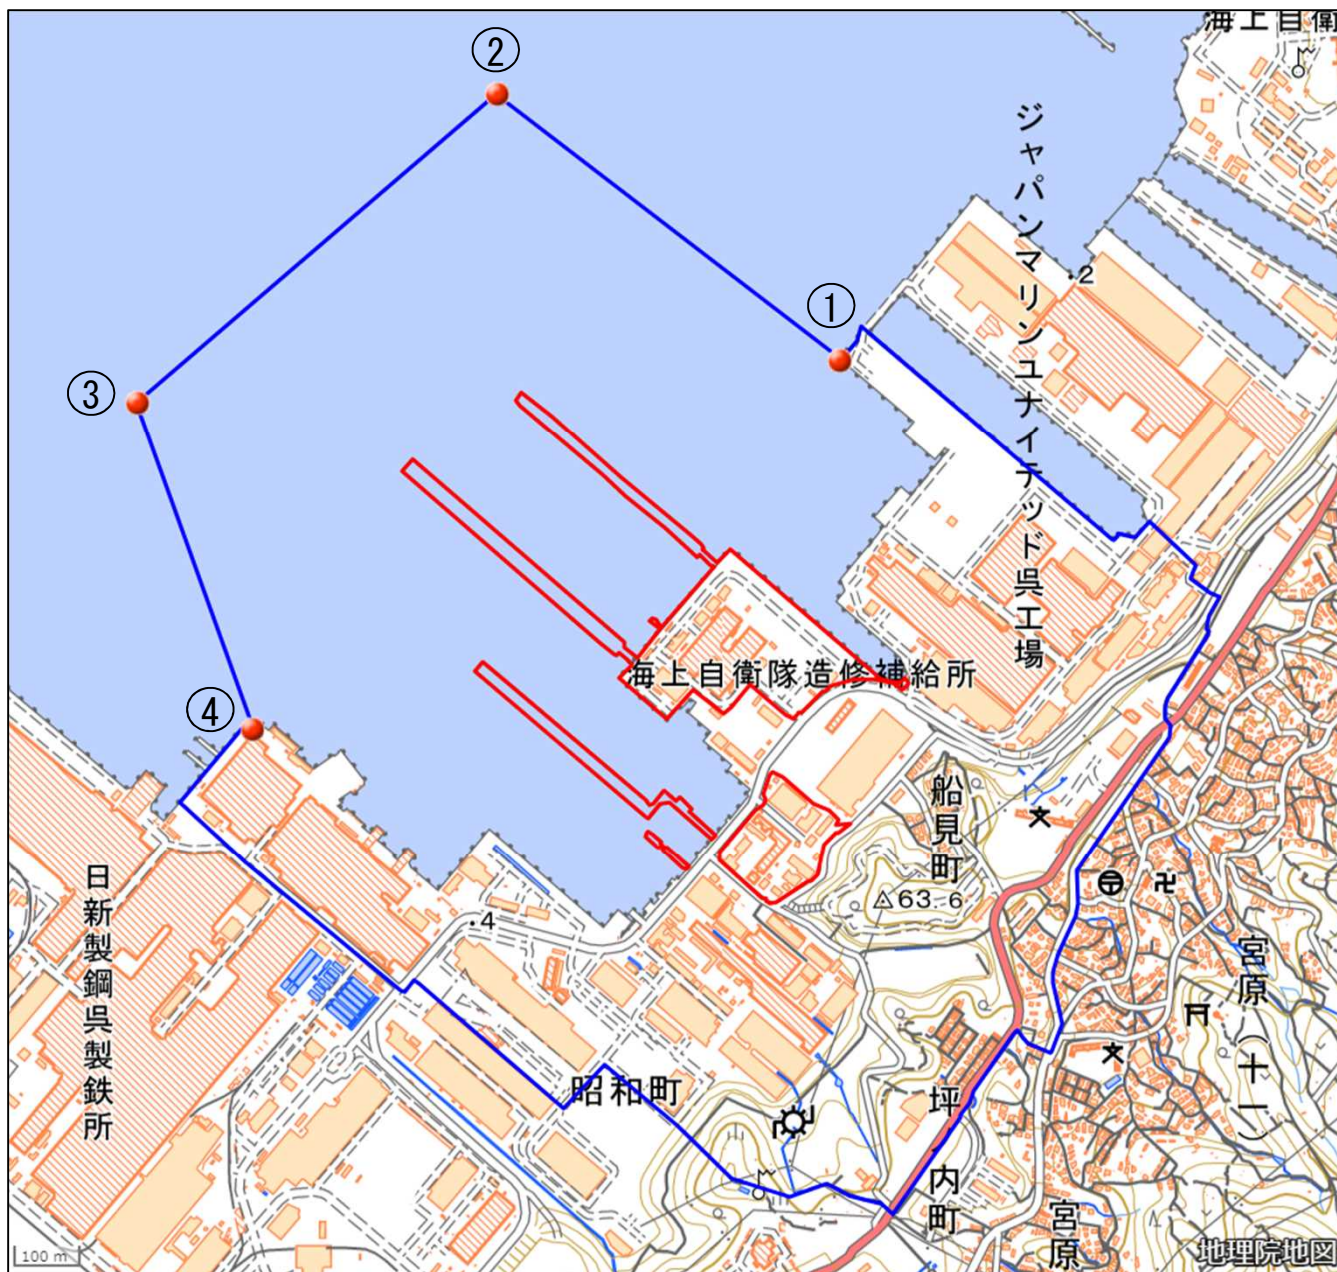 海上自衛
②
ジャパンマリンユナイテッド呉工場
・2
①
③
海上自衛隊造修補給所
④
船見町
63.6
日新製鋼呉製鉄所
・4
宮原(十一)
昭和町
坪内町
宮原
100 m
地理院地図